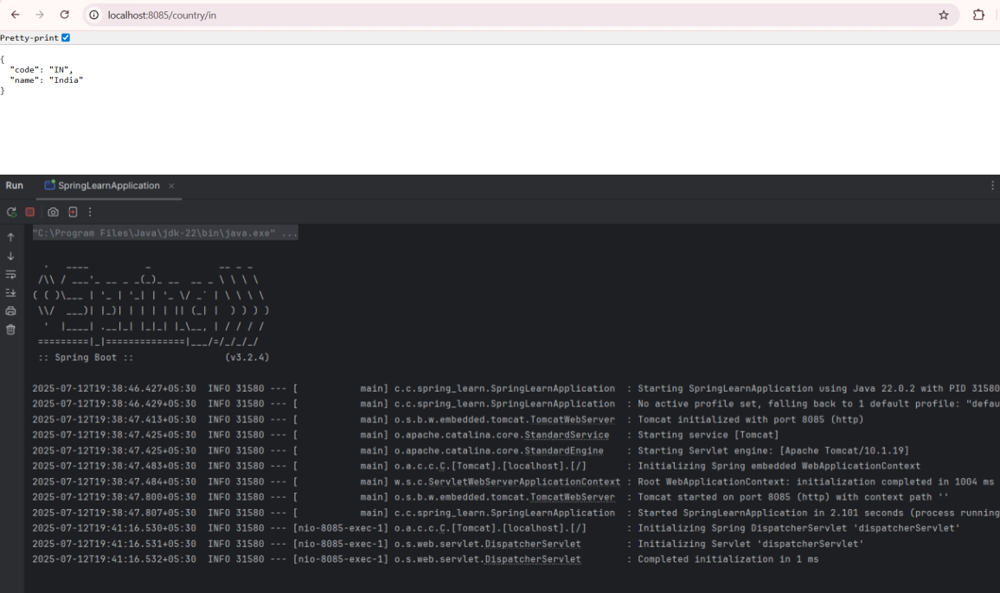 localhost:8085/country/in
Pretty-print
{
  "code": "IN",
  "name": "India"
}
Run SpringLearnApplication
"C:\Program Files\Java\jdk-22\bin\java.exe" ...
  .   ____          _            __ _ _
 /\\ / ___'_ __ _ _(_)_ __  __ _ \ \ \ \
( ( )\___ | '_ | '_| | '_ \/ _` | \ \ \ \
 \\/  ___)| |_)| | | | | || (_| |  ) ) ) )
  '  |____| .__|_| |_|_| |_\__, | / / / /
 =========|_|==============|___/=/_/_/_/
 :: Spring Boot ::                (v3.2.4)
2025-07-12T19:38:46.427+05:30  INFO 31580 --- [           main] c.c.spring_learn.SpringLearnApplication  : Starting SpringLearnApplication using Java 22.0.2 with PID 31580
2025-07-12T19:38:46.429+05:30  INFO 31580 --- [           main] c.c.spring_learn.SpringLearnApplication  : No active profile set, falling back to 1 default profile: "defau
2025-07-12T19:38:47.413+05:30  INFO 31580 --- [           main] o.s.b.w.embedded.tomcat.TomcatWebServer  : Tomcat initialized with port 8085 (http)
2025-07-12T19:38:47.425+05:30  INFO 31580 --- [           main] o.apache.catalina.core.StandardService   : Starting service [Tomcat]
2025-07-12T19:38:47.425+05:30  INFO 31580 --- [           main] o.apache.catalina.core.StandardEngine    : Starting Servlet engine: [Apache Tomcat/10.1.19]
2025-07-12T19:38:47.483+05:30  INFO 31580 --- [           main] o.a.c.c.C.[Tomcat].[localhost].[/]       : Initializing Spring embedded WebApplicationContext
2025-07-12T19:38:47.484+05:30  INFO 31580 --- [           main] w.s.c.ServletWebServerApplicationContext : Root WebApplicationContext: initialization completed in 1004 ms
2025-07-12T19:38:47.800+05:30  INFO 31580 --- [           main] o.s.b.w.embedded.tomcat.TomcatWebServer  : Tomcat started on port 8085 (http) with context path ''
2025-07-12T19:38:47.807+05:30  INFO 31580 --- [           main] c.c.spring_learn.SpringLearnApplication  : Started SpringLearnApplication in 2.101 seconds (process running
2025-07-12T19:41:16.530+05:30  INFO 31580 --- [nio-8085-exec-1] o.a.c.c.C.[Tomcat].[localhost].[/]       : Initializing Spring DispatcherServlet 'dispatcherServlet'
2025-07-12T19:41:16.531+05:30  INFO 31580 --- [nio-8085-exec-1] o.s.web.servlet.DispatcherServlet        : Initializing Servlet 'dispatcherServlet'
2025-07-12T19:41:16.532+05:30  INFO 31580 --- [nio-8085-exec-1] o.s.web.servlet.DispatcherServlet        : Completed initialization in 1 ms